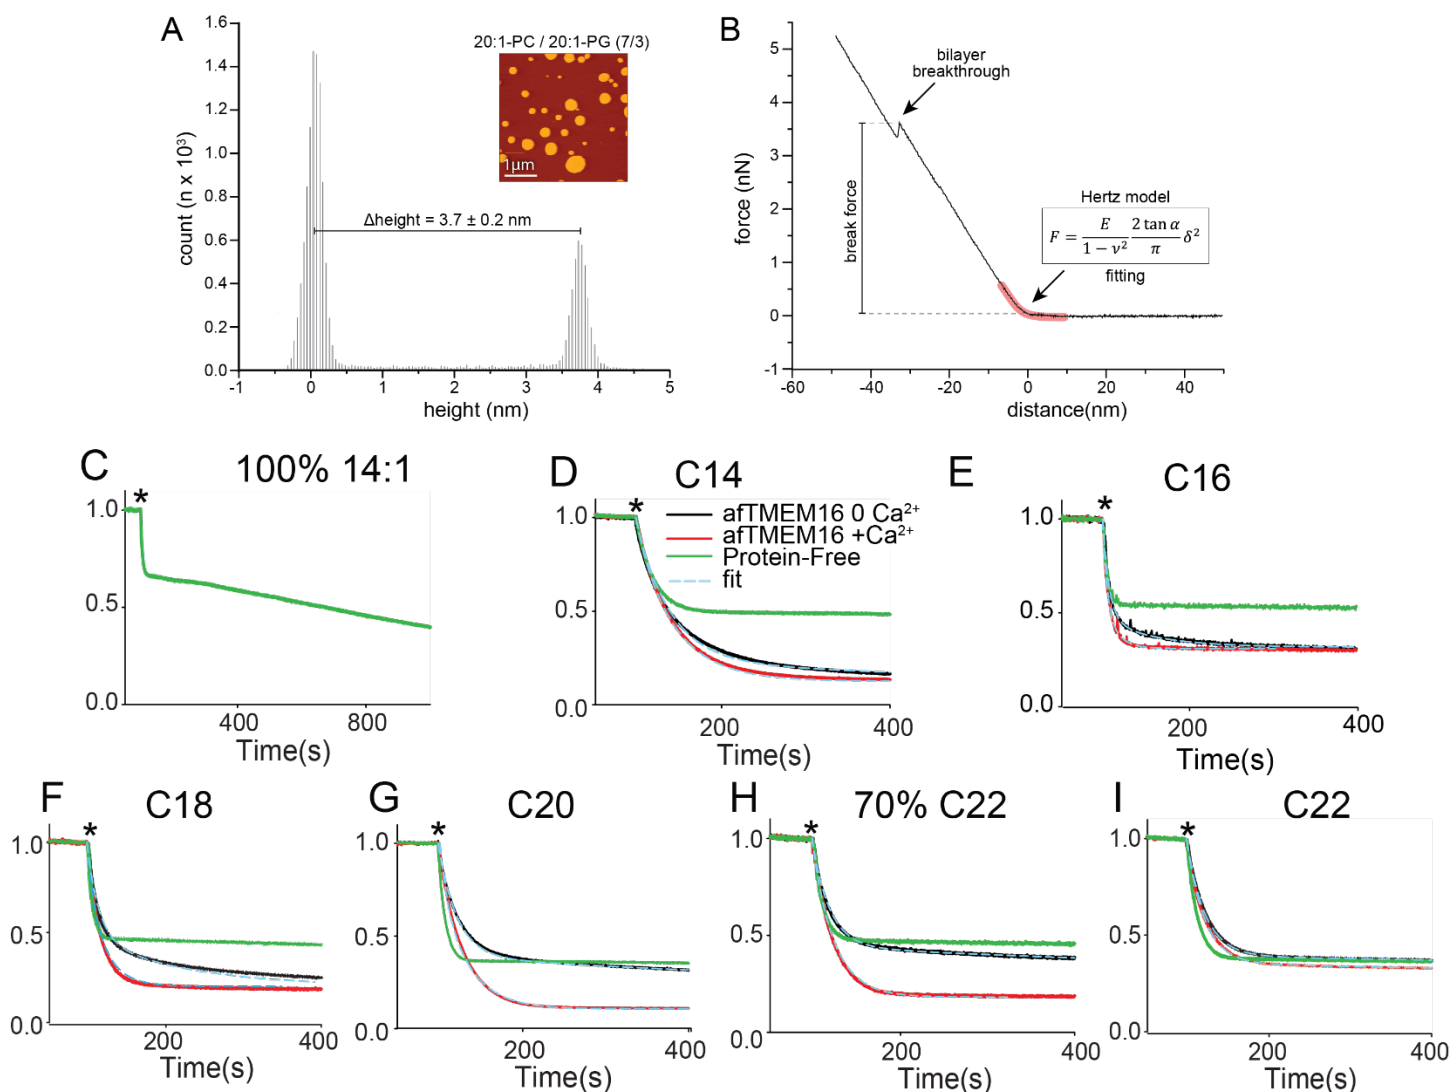 A
20:1-PC / 20:1-PG (7/3)
1μm
Δheight = 3.7 ± 0.2 nm
count (n x 10³)
1.6
1.4
1.2
1.0
0.8
0.6
0.4
0.2
0.0
-1 0 1 2 3 4 5
height (nm)
B
bilayer
breakthrough
break force
Hertz model
F = E/(1 − ν²) 2 tan α/π δ²
fitting
force (nN)
5
4
3
2
1
0
-1
-60 -40 -20 0 20 40
distance(nm)
C
100% 14:1
*
1.0
0.5
0.0
400 800
Time(s)
D
C14
*
afTMEM16 0 Ca²⁺
afTMEM16 +Ca²⁺
Protein-Free
fit
1.0
0.5
0.0
200 400
Time(s)
E
C16
*
1.0
0.5
0.0
200 400
Time(s)
F
C18
*
1.0
0.5
0.0
200 400
Time(s)
G
C20
*
1.0
0.5
0.0
200 400
Time(s)
H
70% C22
*
1.0
0.5
0.0
200 400
Time(s)
I
C22
*
1.0
0.5
0.0
200 400
Time(s)